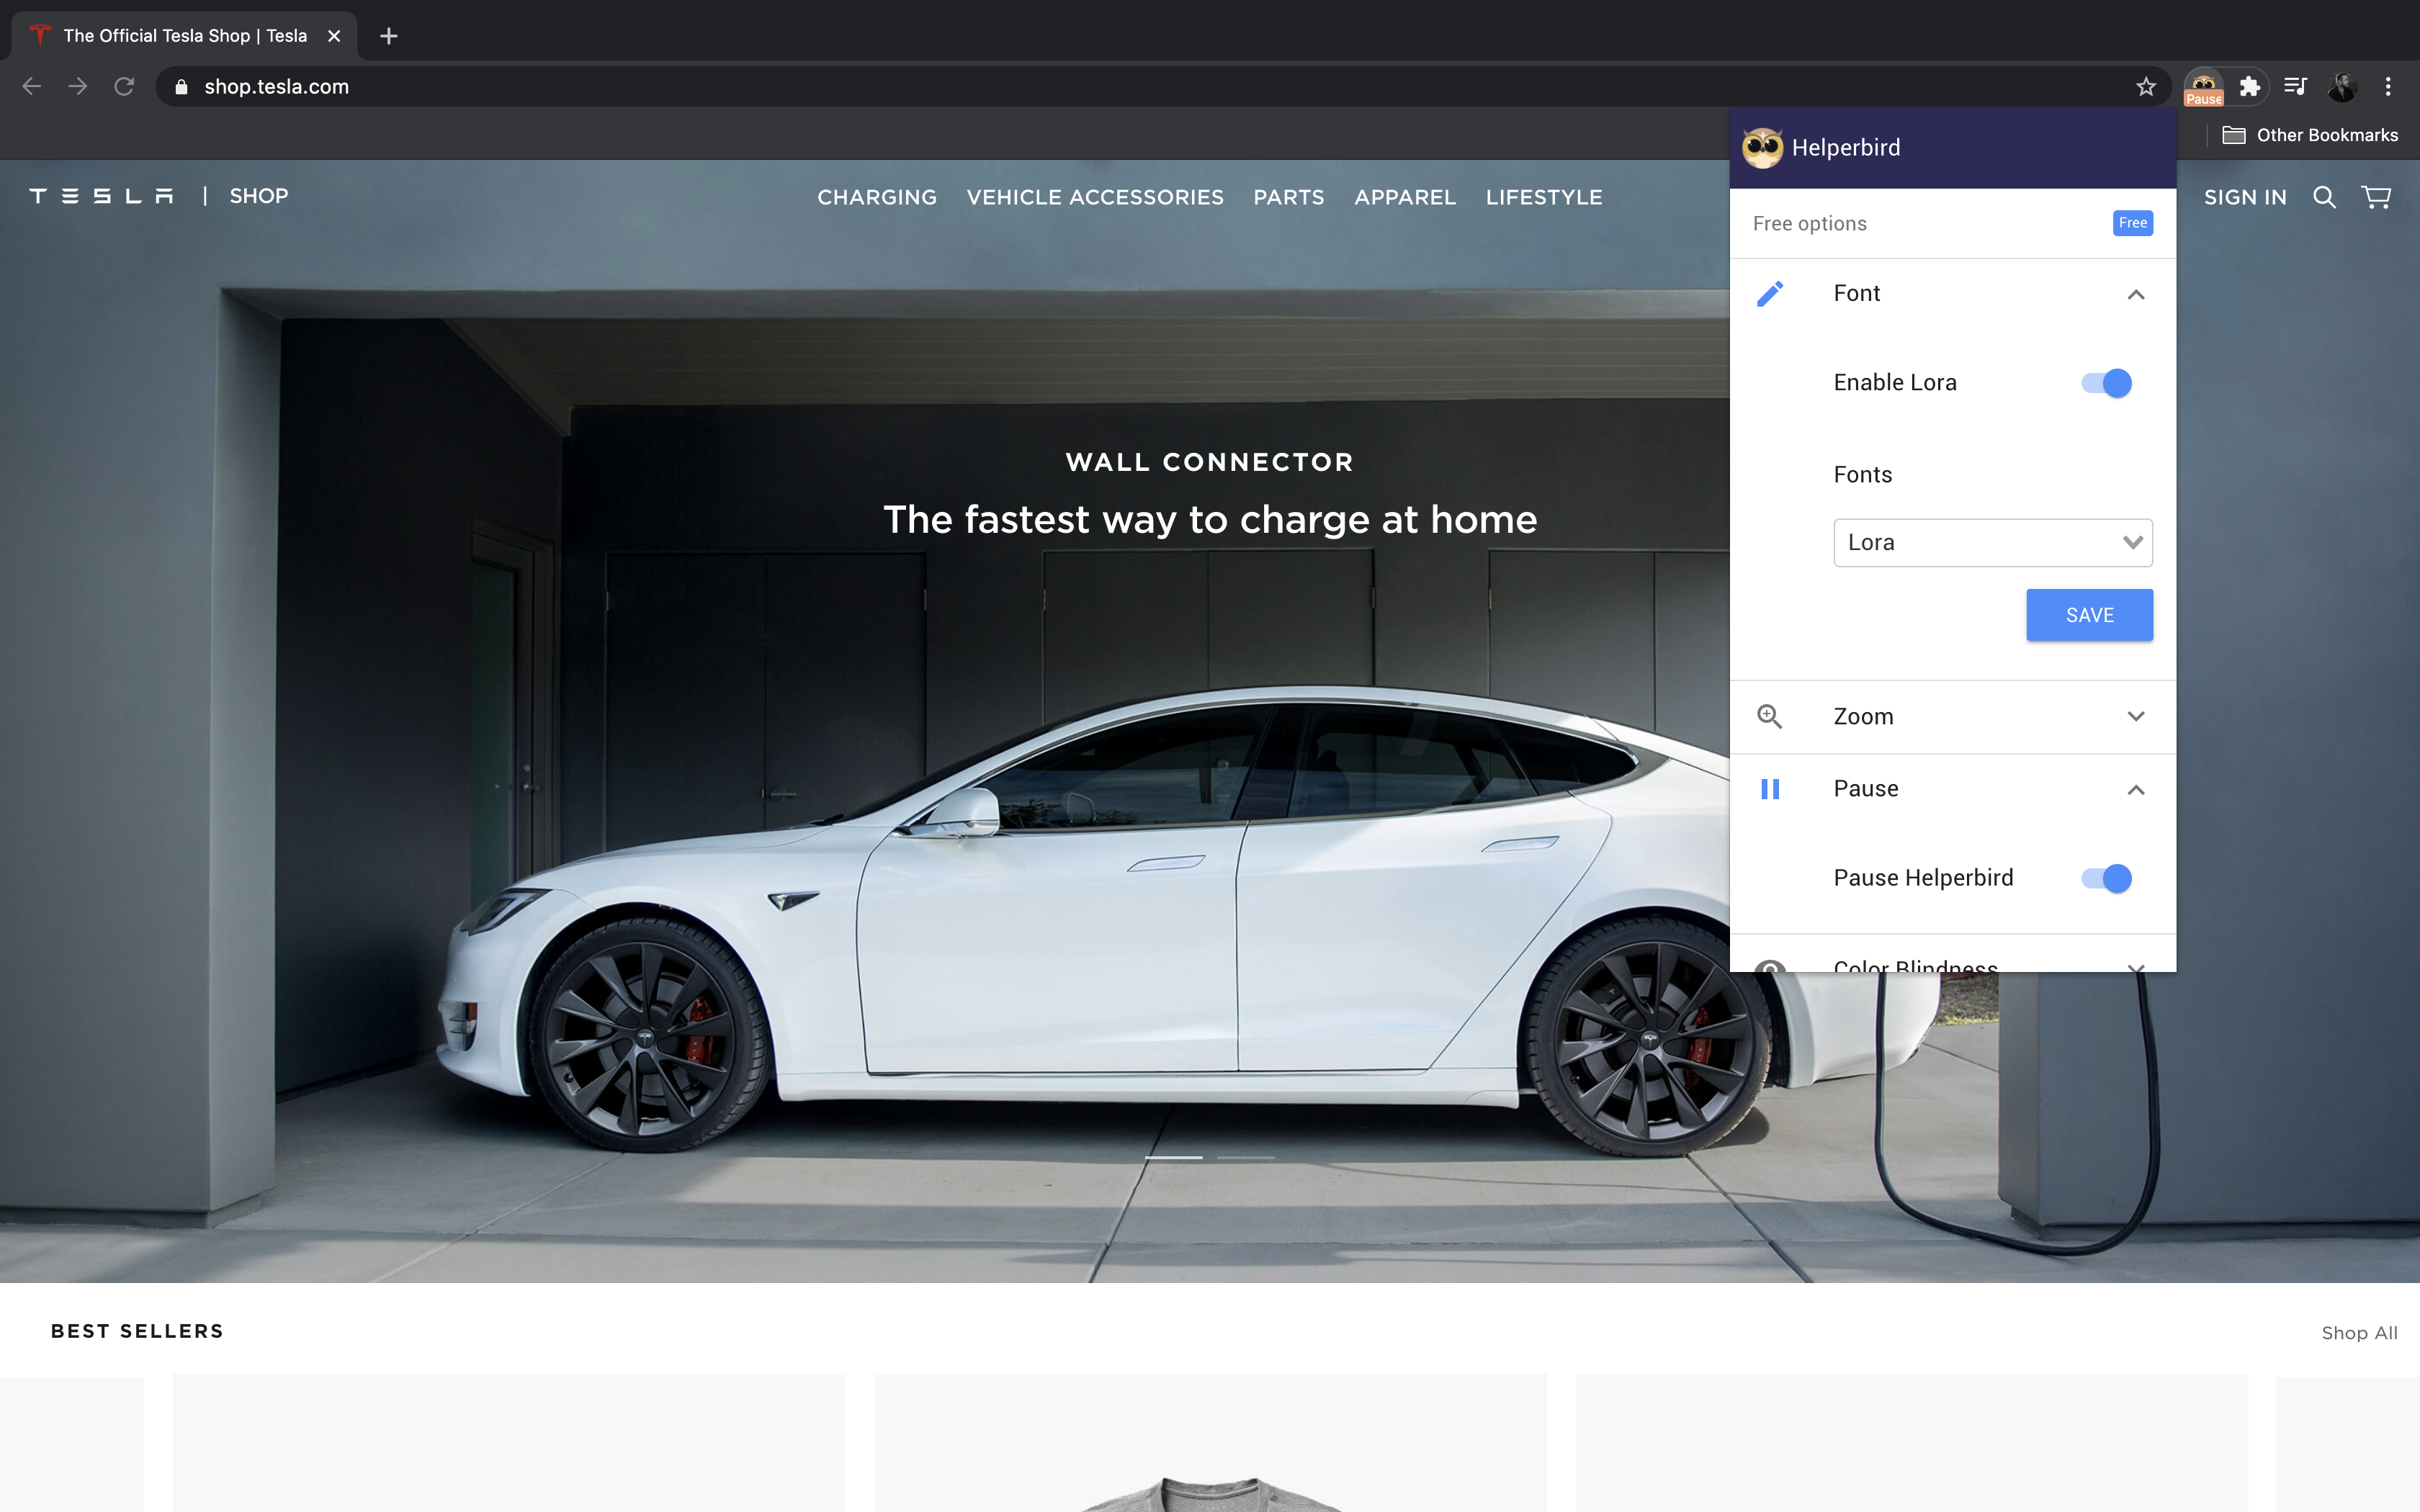 The Official Tesla Shop | Tesla
shop.tesla.com
Pause
Other Bookmarks
Helperbird
TESLA | SHOP
CHARGING VEHICLE ACCESSORIES PARTS APPAREL LIFESTYLE
SIGN IN
Free options
Free
Font
Enable Lora
Fonts
Lora
SAVE
Zoom
Pause
Pause Helperbird
Color Blindness
WALL CONNECTOR
The fastest way to charge at home
BEST SELLERS
Shop All